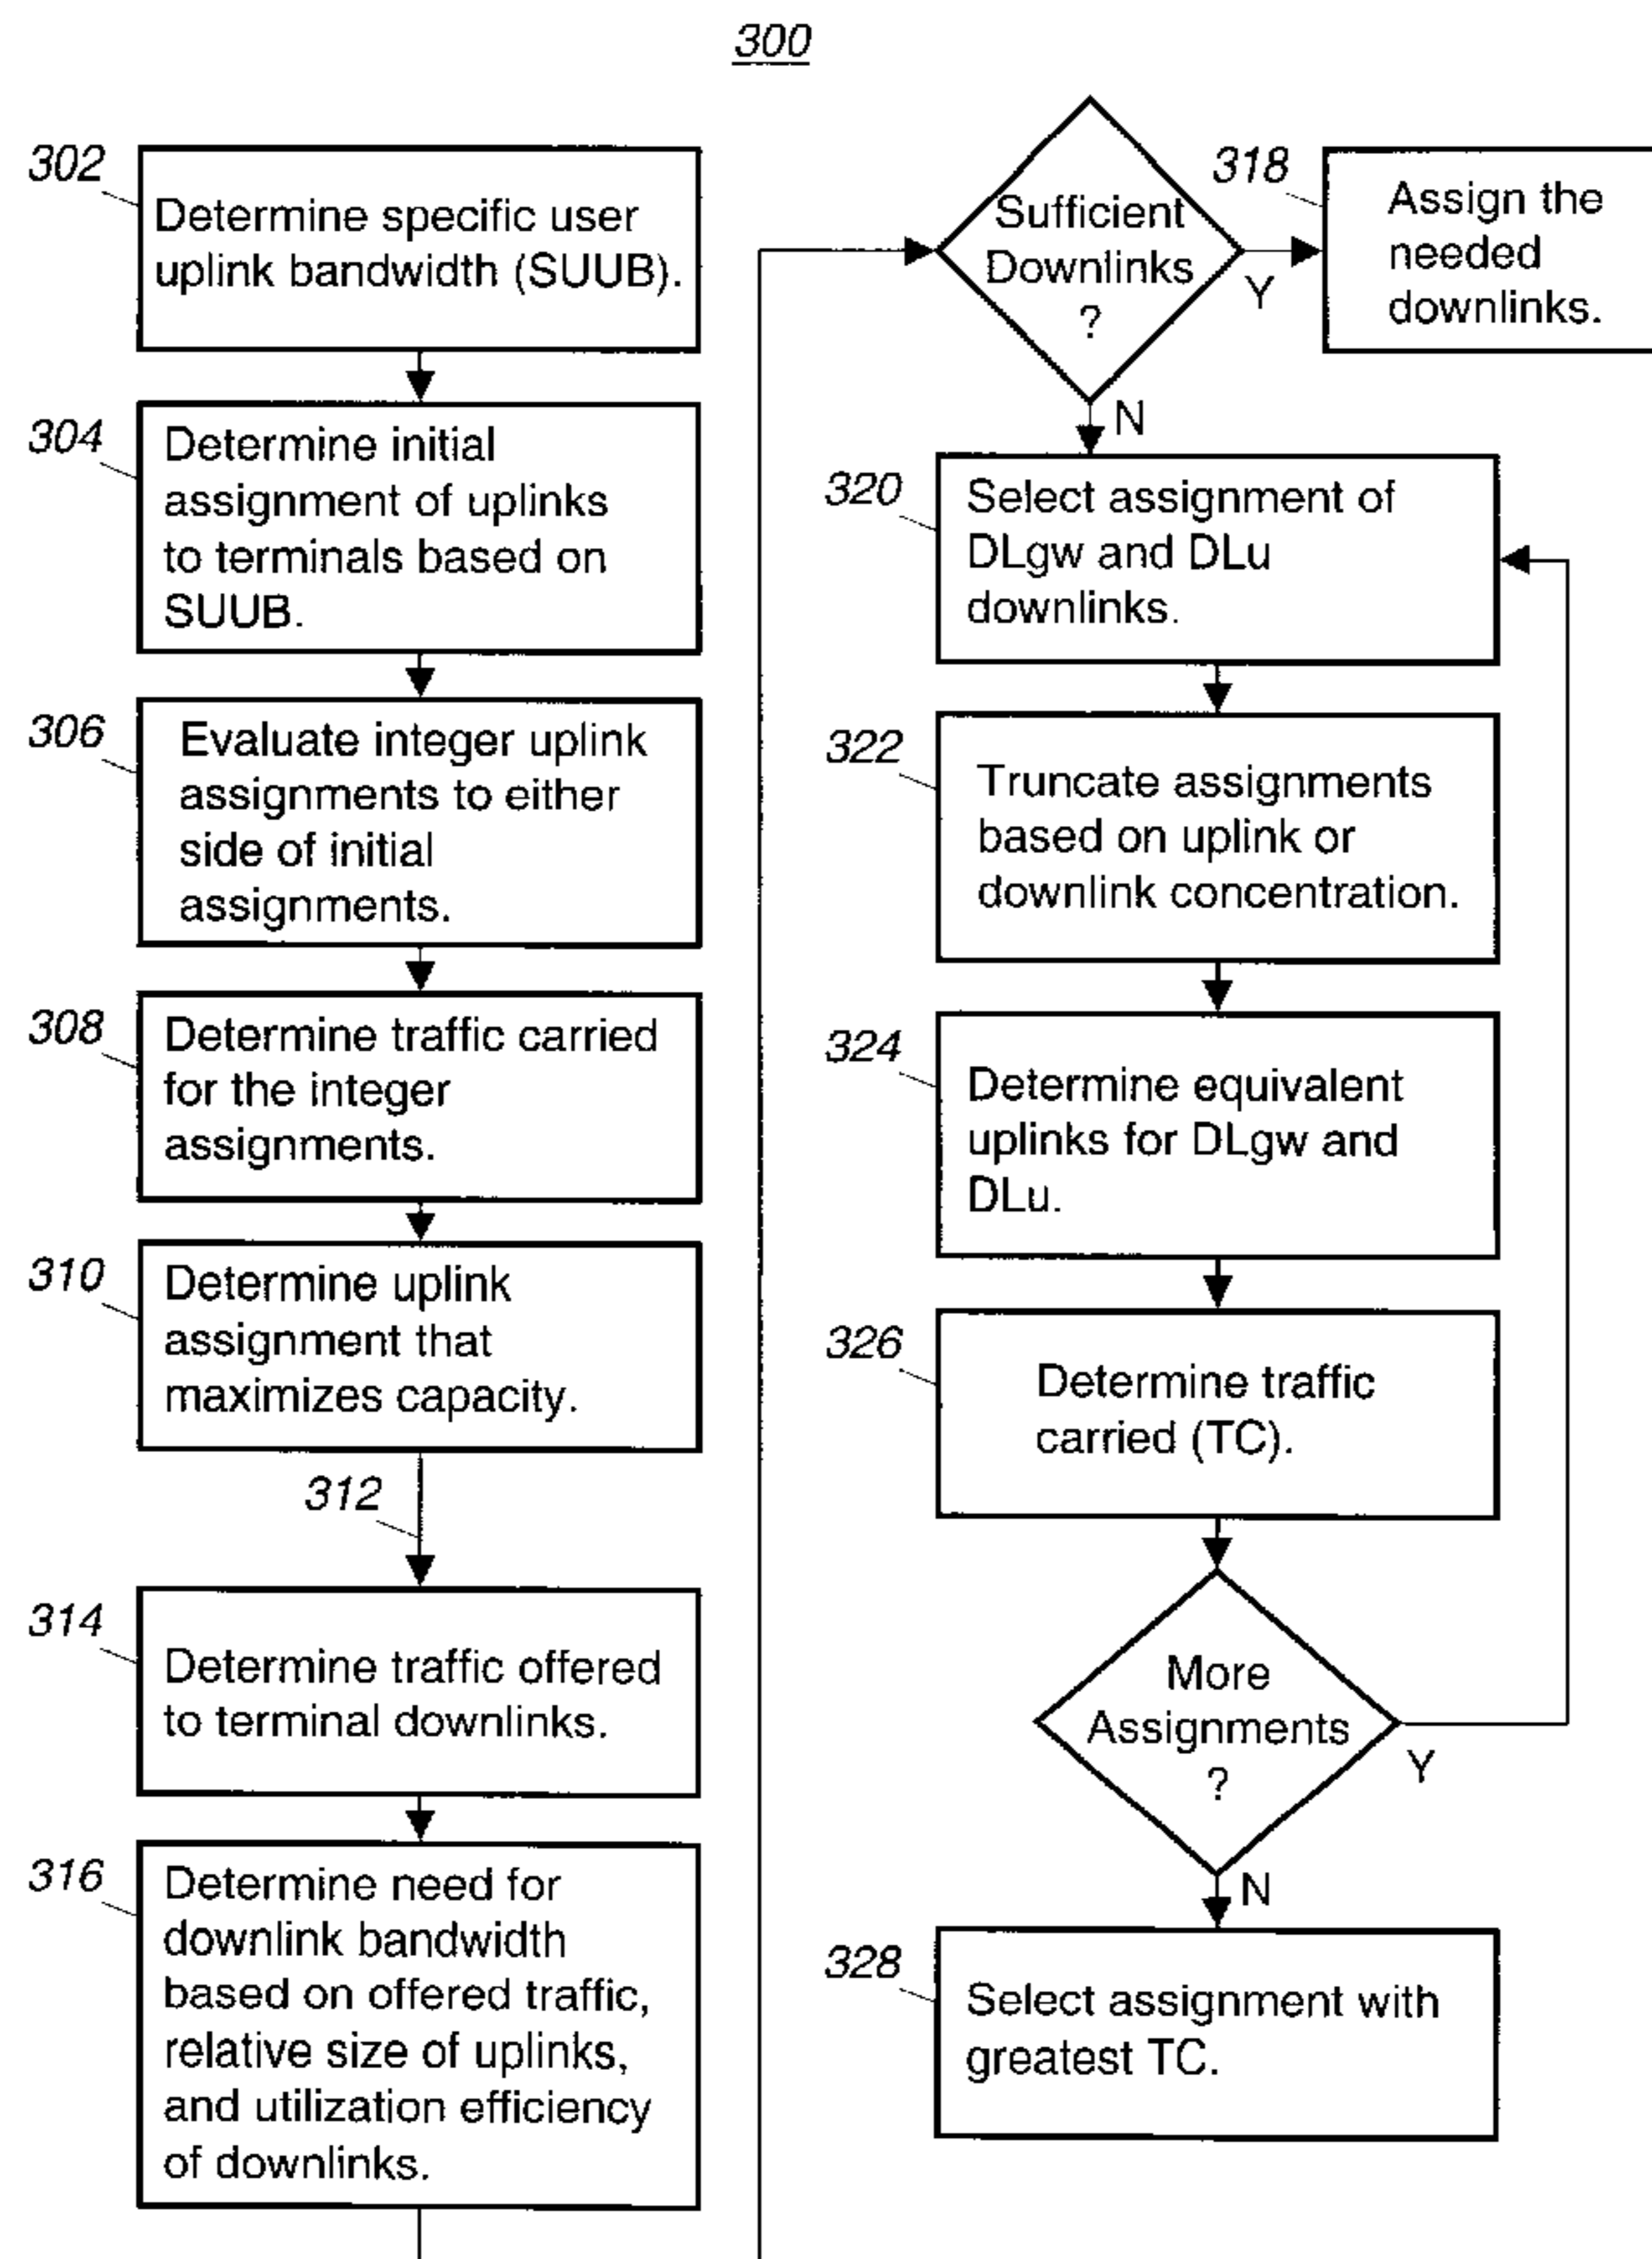 300
302
Determine specific user
uplink bandwidth (SUUB).
304
Determine initial
assignment of uplinks
to terminals based on
SUUB.
306
Evaluate integer uplink
assignments to either
side of initial
assignments.
308
Determine traffic carried
for the integer
assignments.
310
Determine uplink
assignment that
maximizes capacity.
312
314
Determine traffic offered
to terminal downlinks.
316
Determine need for
downlink bandwidth
based on offered traffic,
relative size of uplinks,
and utilization efficiency
of downlinks.
Sufficient
Downlinks
?
Y
N
318
Assign the
needed
downlinks.
320
Select assignment of
DLgw and DLu
downlinks.
322
Truncate assignments
based on uplink or
downlink concentration.
324
Determine equivalent
uplinks for DLgw and
DLu.
326
Determine traffic
carried (TC).
More
Assignments
?
Y
N
328
Select assignment with
greatest TC.